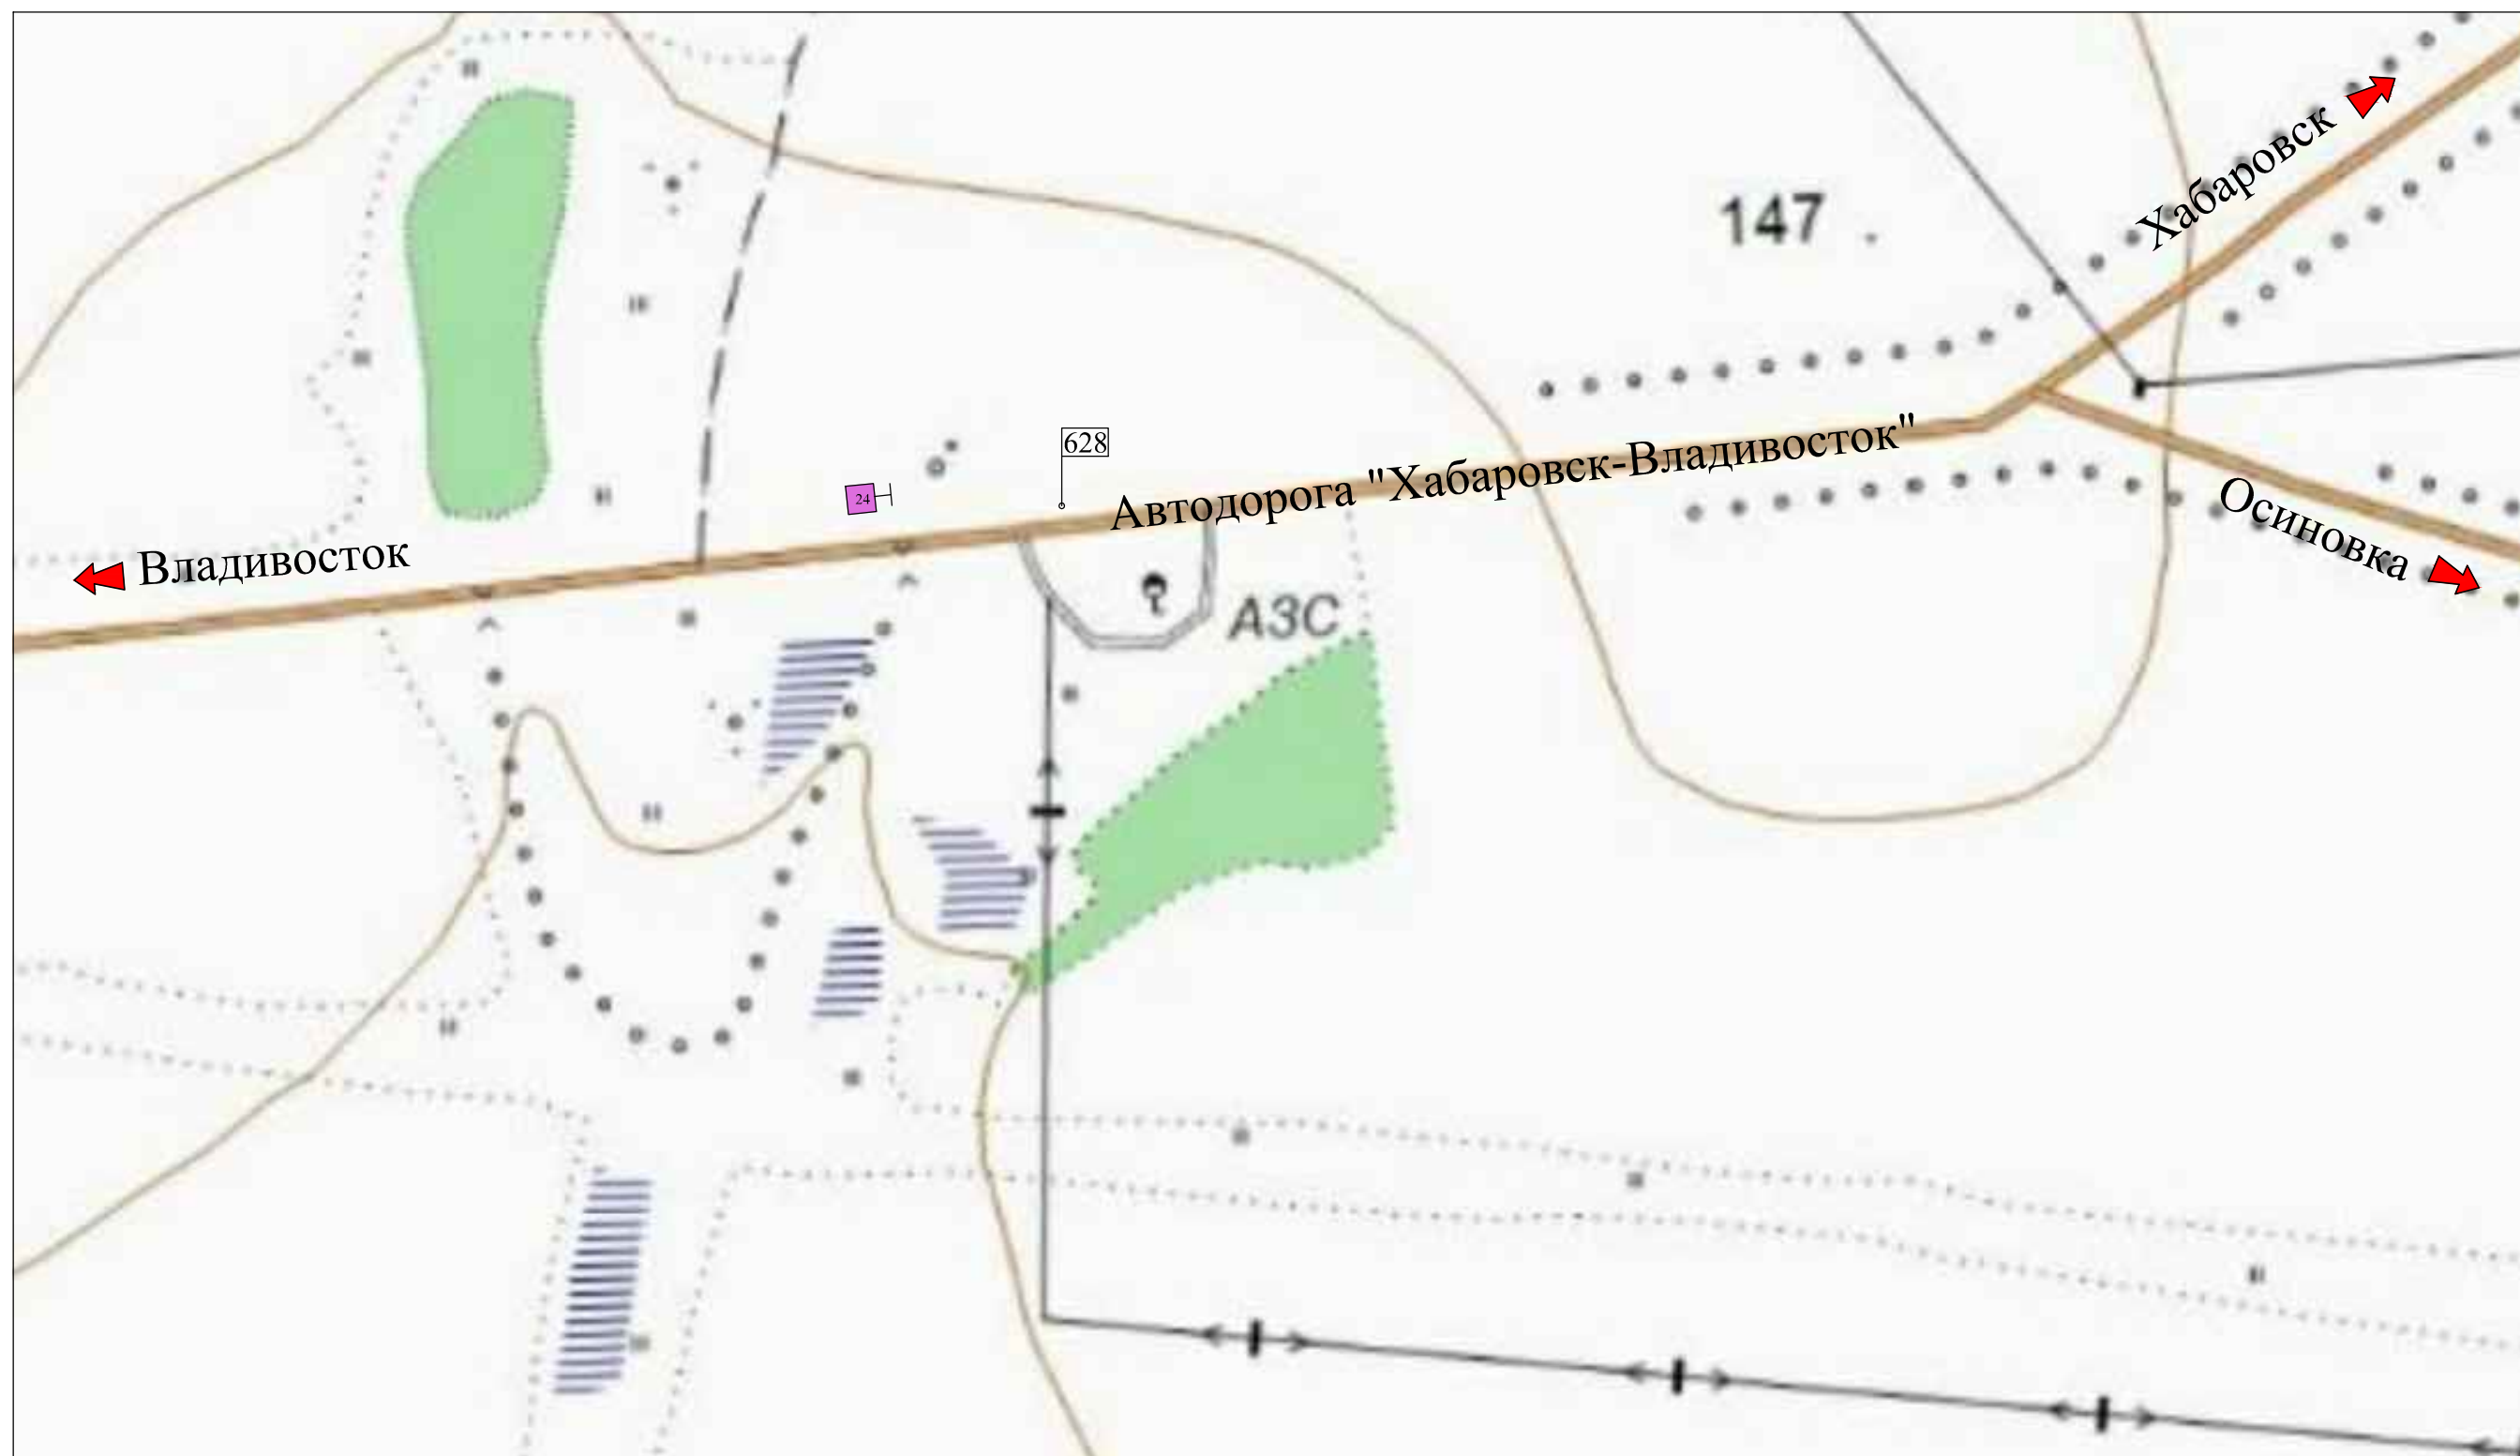 Хабаровск
147
628
Автодорога "Хабаровск-Владивосток"
24
Осиновка
Владивосток
АЗС